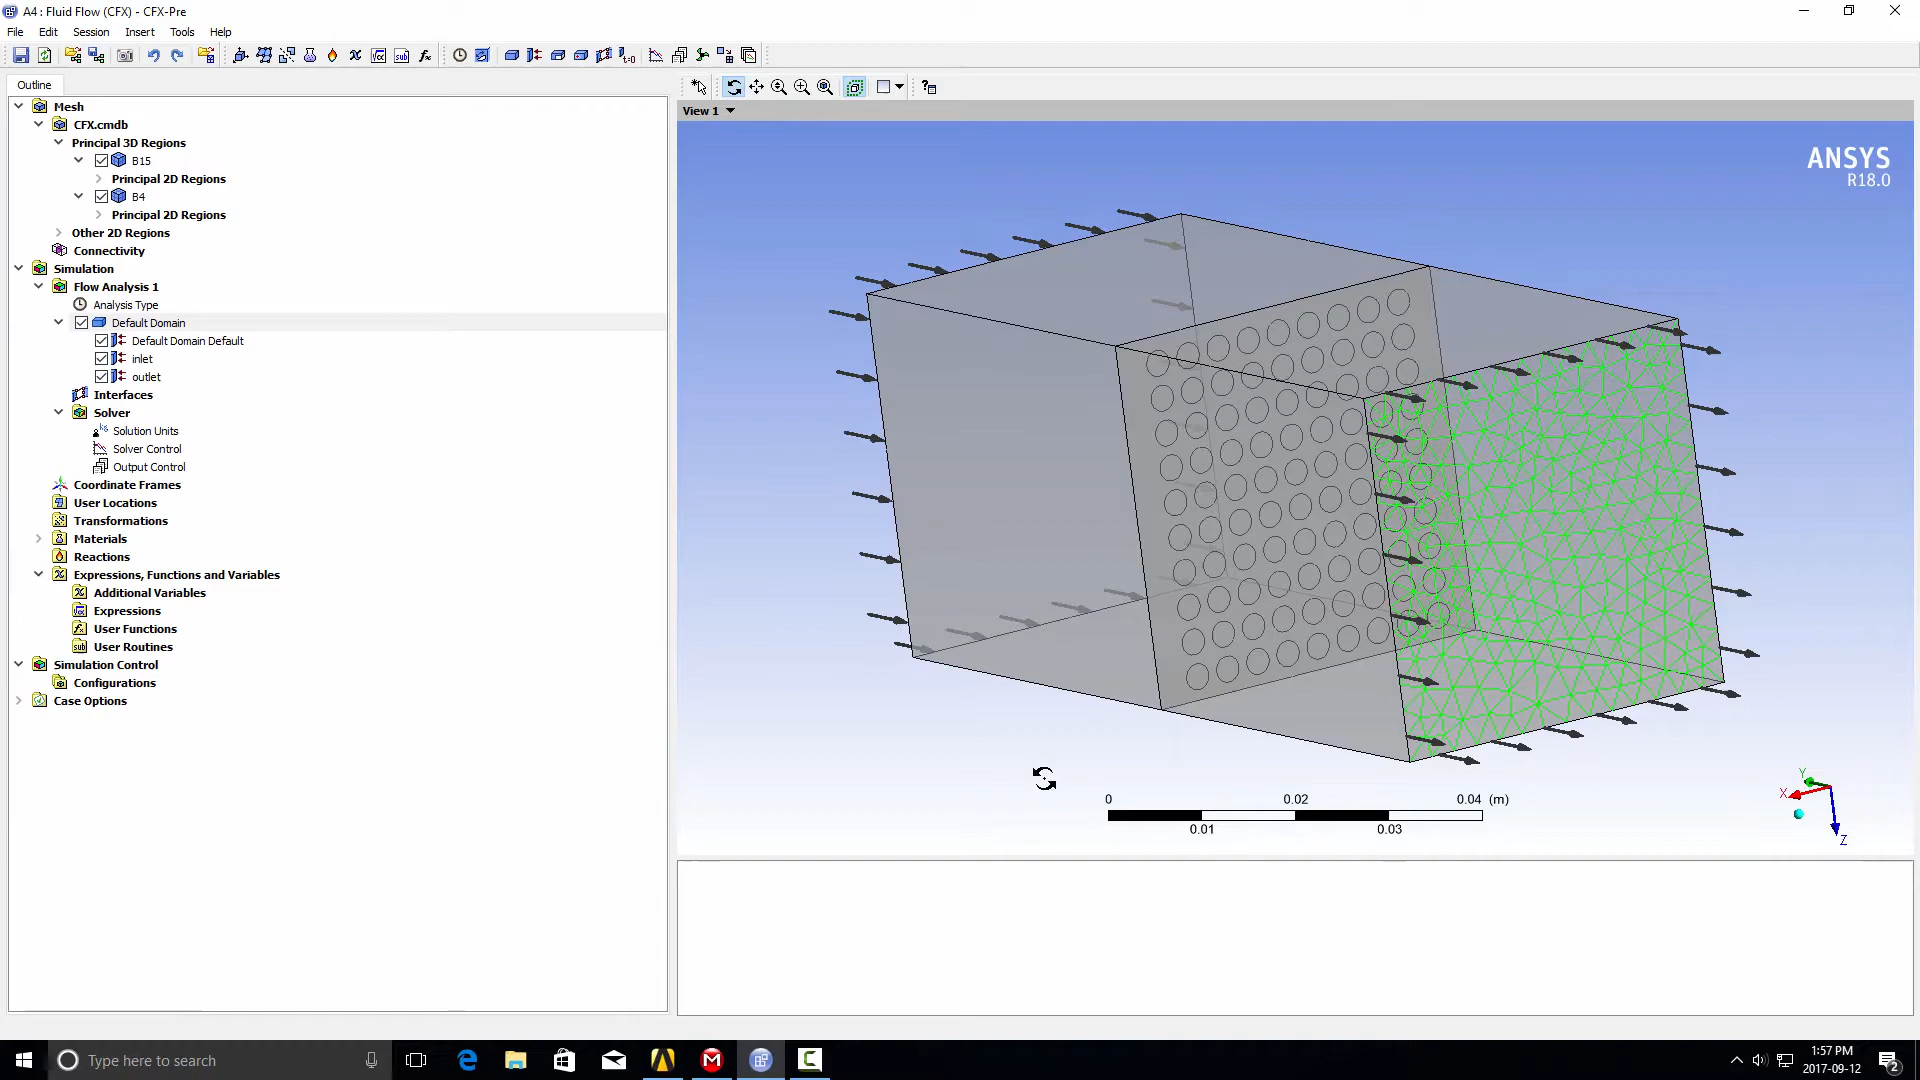 A4 : Fluid Flow (CFX) - CFX-Pre
File Edit Session Insert Tools Help
Outline
Mesh
CFX.cmdb
Principal 3D Regions
B15
Principal 2D Regions
B4
Principal 2D Regions
Other 2D Regions
Connectivity
Simulation
Flow Analysis 1
Analysis Type
Default Domain
Default Domain Default
inlet
outlet
Interfaces
Solver
Solution Units
Solver Control
Output Control
Coordinate Frames
User Locations
Transformations
Materials
Reactions
Expressions, Functions and Variables
Additional Variables
Expressions
User Functions
User Routines
Simulation Control
Configurations
Case Options
View 1
ANSYS
R18.0
0 0.02 0.04 (m)
0.01 0.03
Y
X
Z
Type here to search
1:57 PM
2017-09-12
2